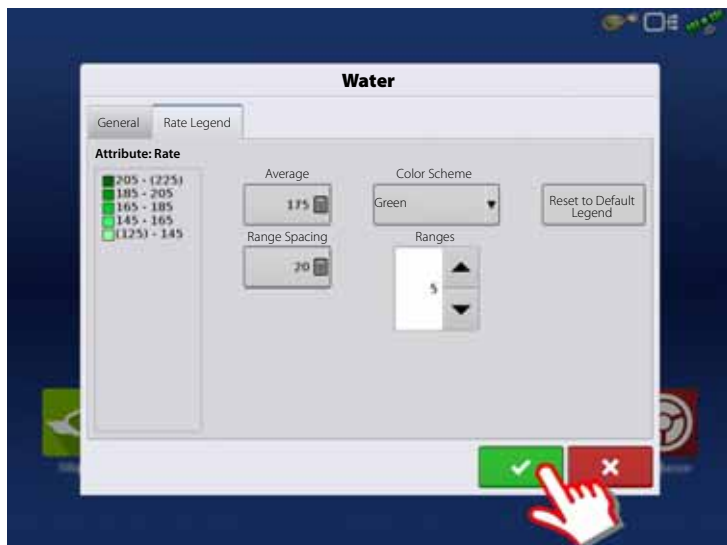 Water
General
Rate Legend
Attribute: Rate
205 - (225)
185 - 205
165 - 185
145 - 165
(125) - 145
Average
175
Range Spacing
20
Color Scheme
Green
Ranges
5
Reset to Default
Legend